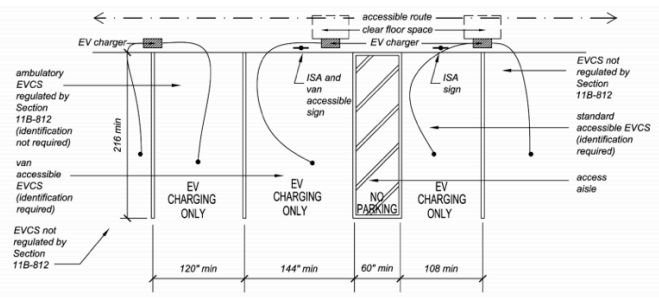 accessible route
clear floor space
EV charger
EV charger
ambulatory
EVCS
regulated by
Section
11B-812
(identification
not required)
216 min
ISA and
van
accessible
sign
ISA
sign
EVCS not
regulated by
Section
11B-812
standard
accessible EVCS
(identification
required)
van
accessible
EVCS
(identification
required)
EV
CHARGING
ONLY
EV
CHARGING
ONLY
NO
PARKING
EV
CHARGING
ONLY
access
aisle
EVCS not
regulated by
Section
11B-812
120" min
144" min
60" min
108 min